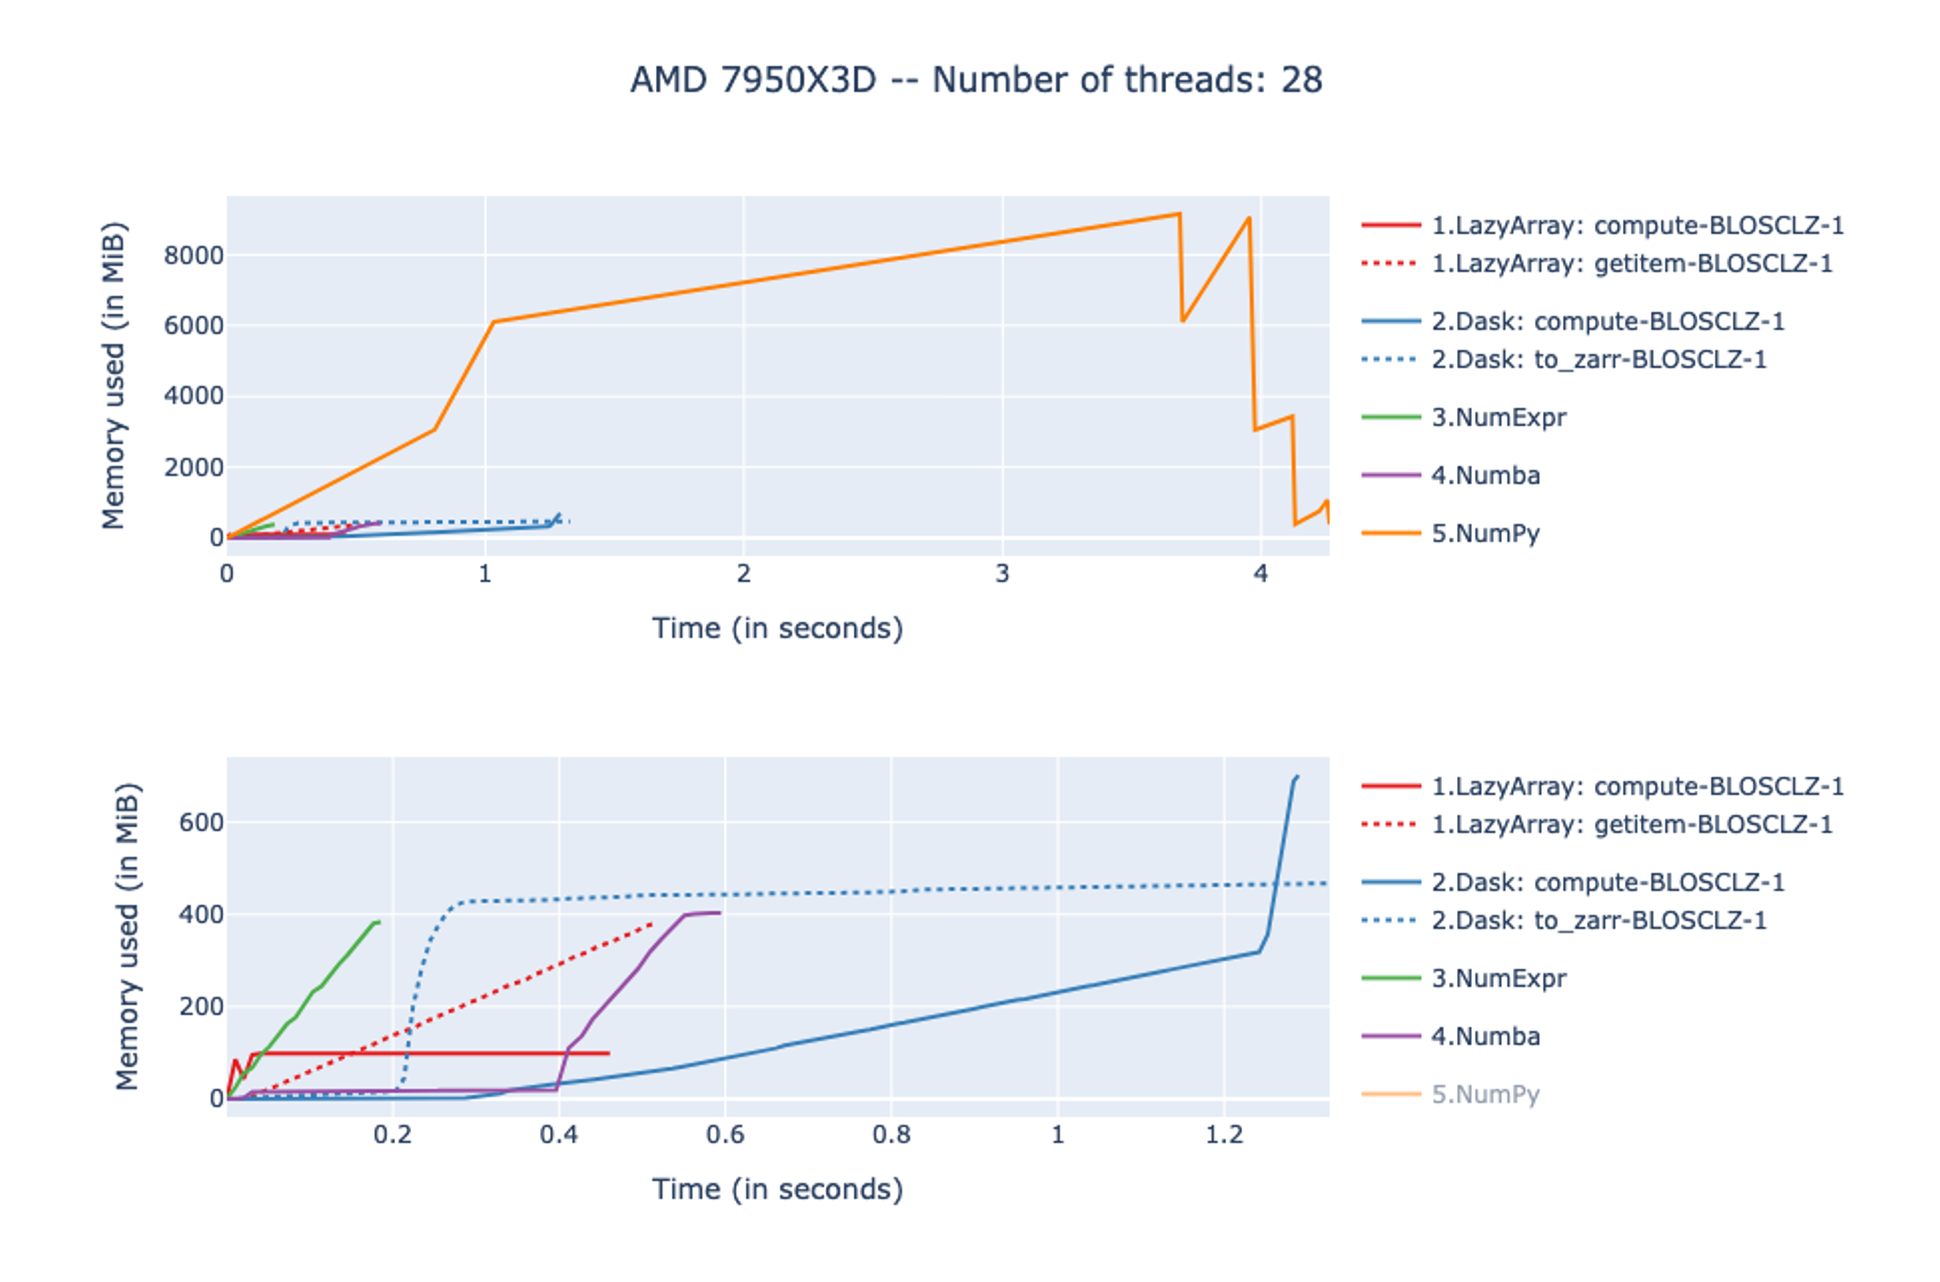 AMD 7950X3D -- Number of threads: 28
Memory used (in MiB)
8000
6000
4000
2000
0
0 1 2 3 4
Time (in seconds)
1.LazyArray: compute-BLOSCLZ-1
1.LazyArray: getitem-BLOSCLZ-1
2.Dask: compute-BLOSCLZ-1
2.Dask: to_zarr-BLOSCLZ-1
3.NumExpr
4.Numba
5.NumPy
Memory used (in MiB)
600
400
200
0
0.2 0.4 0.6 0.8 1 1.2
Time (in seconds)
1.LazyArray: compute-BLOSCLZ-1
1.LazyArray: getitem-BLOSCLZ-1
2.Dask: compute-BLOSCLZ-1
2.Dask: to_zarr-BLOSCLZ-1
3.NumExpr
4.Numba
5.NumPy